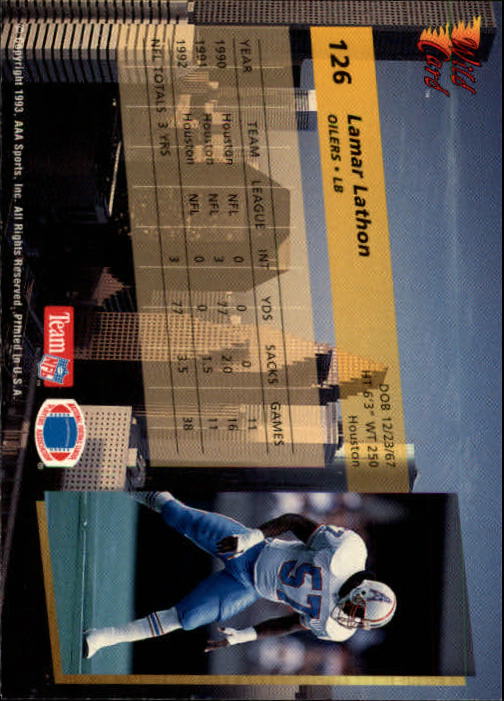 Wild Card
126 Lamar Lathon
OILERS • LB
DOB 12/23/67
HT 6'3" WT 250
Houston
YEAR TEAM LEAGUE INT YDS SACKS GAMES
1990 Houston NFL 0 0 0 11
1991 Houston NFL 3 77 2.0 16
1992 Houston NFL 0 0 1.5 11
NFL TOTALS 3 YRS 3 77 3.5 38
Team NFL
57
© Copyright 1993, AAA Sports, Inc. All Rights Reserved. Printed in U.S.A.